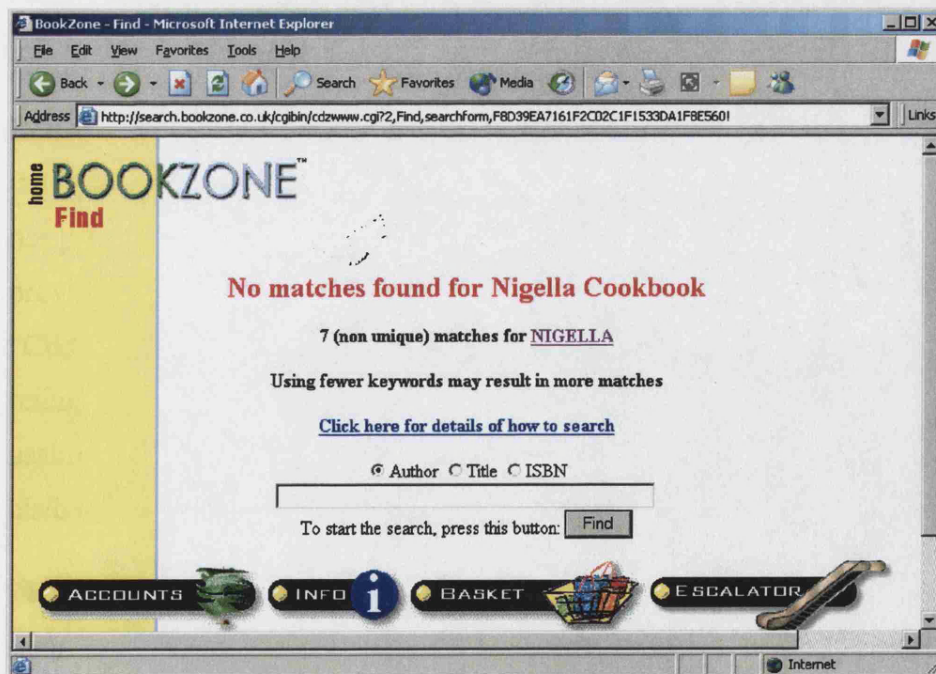 BookZone - Find - Microsoft Internet Explorer
File Edit View Favorites Tools Help
Back Search Favorites Media
Address http://search.bookzone.co.uk/cgibin/cdzwww.cgi?2,Find,searchform,F8D39EA7161F2C02C1F1533DA1F8E560! Links
home
BOOKZONE™
Find
No matches found for Nigella Cookbook
7 (non unique) matches for NIGELLA
Using fewer keywords may result in more matches
Click here for details of how to search
Author Title ISBN
To start the search, press this button: Find
ACCOUNTS INFO i BASKET ESCALATOR
Internet